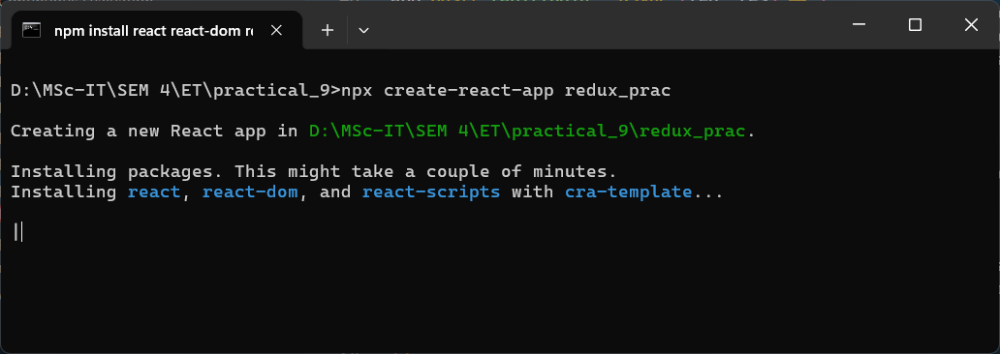 npm install react react-dom re
D:\MSc-IT\SEM 4\ET\practical_9>npx create-react-app redux_prac
Creating a new React app in D:\MSc-IT\SEM 4\ET\practical_9\redux_prac.
Installing packages. This might take a couple of minutes.
Installing react, react-dom, and react-scripts with cra-template...
|